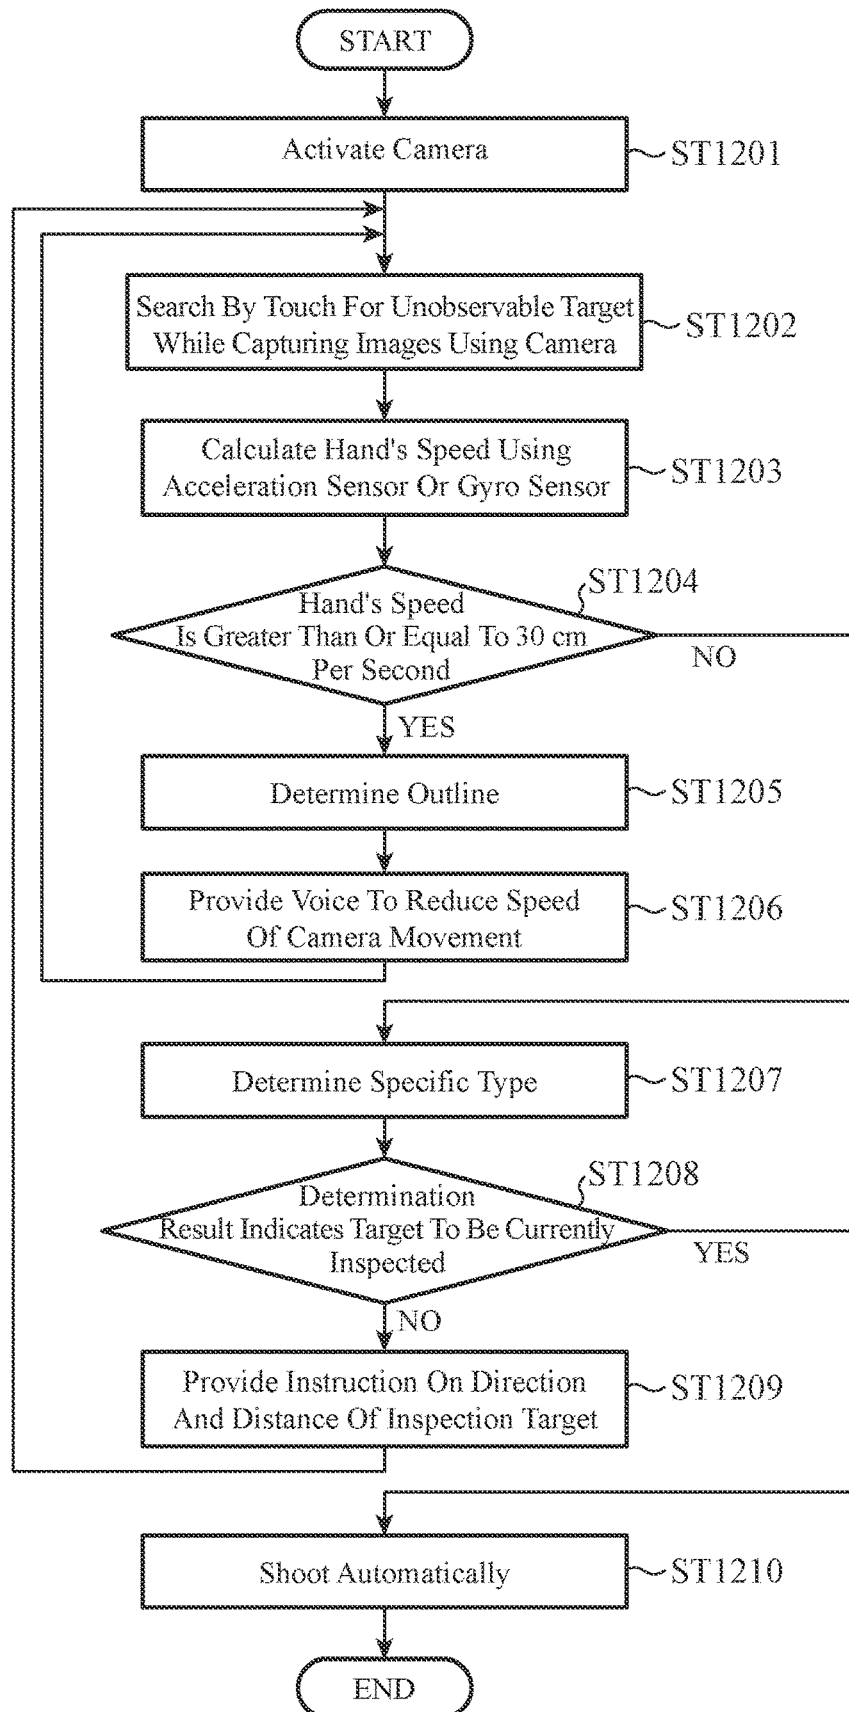 START
Activate Camera
ST1201
Search By Touch For Unobservable Target
While Capturing Images Using Camera
ST1202
Calculate Hand's Speed Using
Acceleration Sensor Or Gyro Sensor
ST1203
ST1204
Hand's Speed
Is Greater Than Or Equal To 30 cm
Per Second
NO
YES
Determine Outline
ST1205
Provide Voice To Reduce Speed
Of Camera Movement
ST1206
Determine Specific Type
ST1207
ST1208
Determination
Result Indicates Target To Be Currently
Inspected
YES
NO
Provide Instruction On Direction
And Distance Of Inspection Target
ST1209
Shoot Automatically
ST1210
END